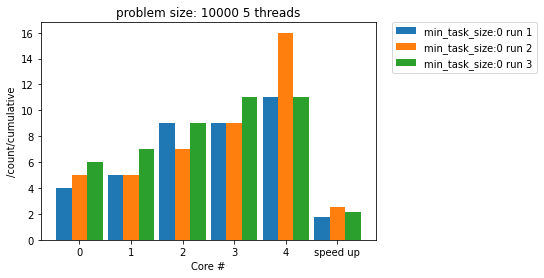 problem size: 10000 5 threads
min_task_size:0 run 1
min_task_size:0 run 2
min_task_size:0 run 3
/count/cumulative
16
14
12
10
8
6
4
2
0
0 1 2 3 4 speed up
Core #